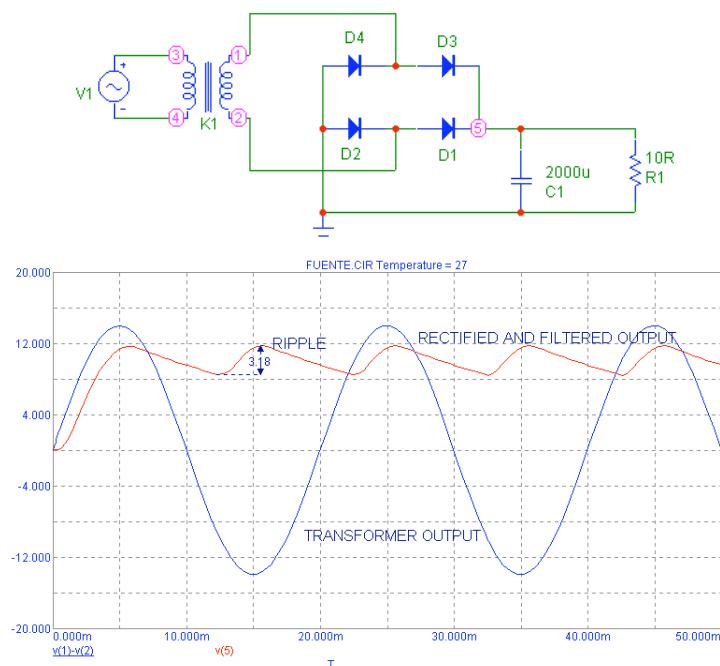 D4
D3
3
1
+
V1
-
4
2
K1
5
D2
D1
2000u
C1
10R
R1
FUENTE.CIR Temperature = 27
20.000
12.000
4.000
-4.000
-12.000
-20.000
RIPPLE
3.18
RECTIFIED AND FILTERED OUTPUT
TRANSFORMER OUTPUT
0.000m 10.000m 20.000m 30.000m 40.000m 50.000m
v(1)-v(2) v(5)
T